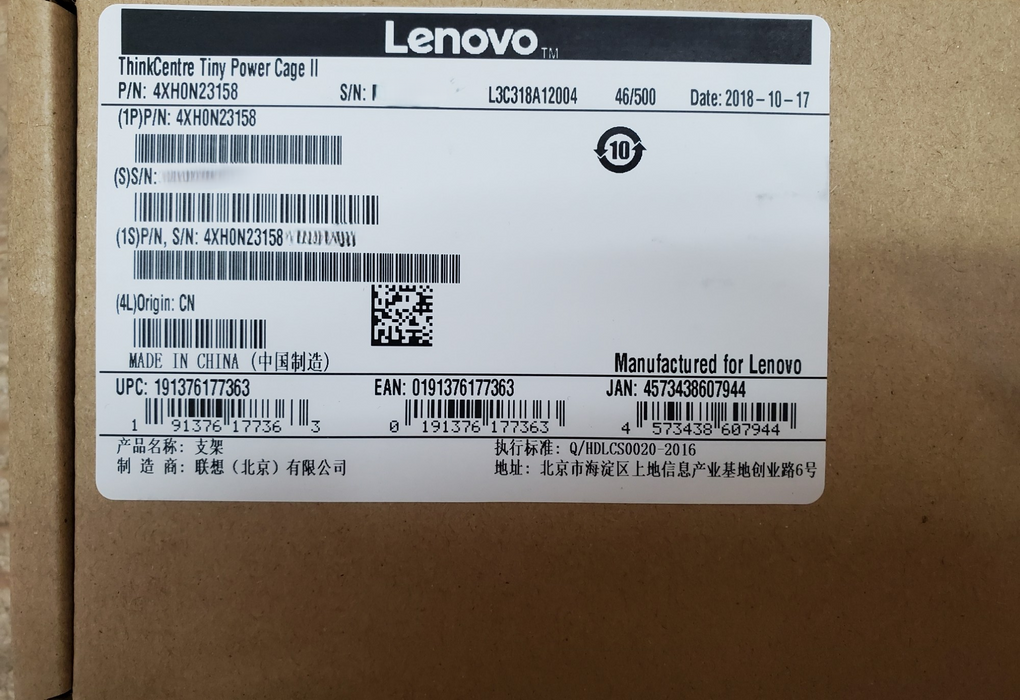 Lenovo TM
ThinkCentre Tiny Power Cage II
P/N: 4XH0N23158 S/N: L3C318A12004 46/500 Date: 2018-10-17
(1P)P/N: 4XH0N23158
10
(S)S/N:
(1S)P/N, S/N: 4XH0N23158
(4L)Origin: CN
MADE IN CHINA (中国制造)
Manufactured for Lenovo
UPC: 191376177363 EAN: 0191376177363 JAN: 4573438607944
1 91376 17736 3 0 191376 177363 4 573438 607944
产品名称: 支架 执行标准: Q/HDLCS0020-2016
制 造 商: 联想 (北京) 有限公司 地址: 北京市海淀区上地信息产业基地创业路6号